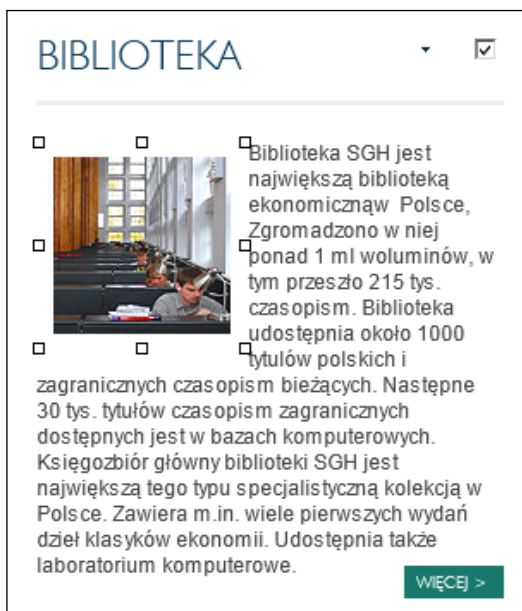 BIBLIOTEKA
Biblioteka SGH jest
największą biblioteką
ekonomicznąw Polsce,
Zgromadzono w niej
ponad 1 ml woluminów, w
tym przeszło 215 tys.
czasopism. Biblioteka
udostępnia około 1000
tytulów polskich i
zagranicznych czasopism bieżących. Następne
30 tys. tytułów czasopism zagranicznych
dostępnych jest w bazach komputerowych.
Księgozbiór główny biblioteki SGH jest
największą tego typu specjalistyczną kolekcją w
Polsce. Zawiera m.in. wiele pierwszych wydań
dzieł klasyków ekonomii. Udostępnia także
laboratorium komputerowe.
WIĘCEJ >